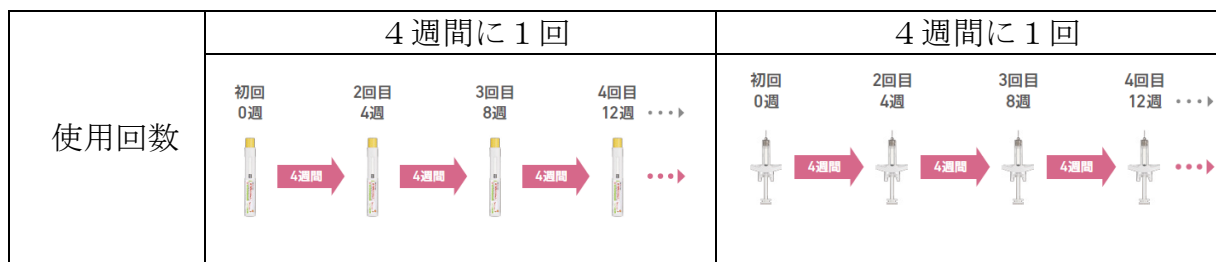 使用回数
４週間に１回
初回 2回目 3回目 4回目
0週 4週 8週 12週
4週間 4週間 4週間
４週間に１回
初回 2回目 3回目 4回目
0週 4週 8週 12週
4週間 4週間 4週間